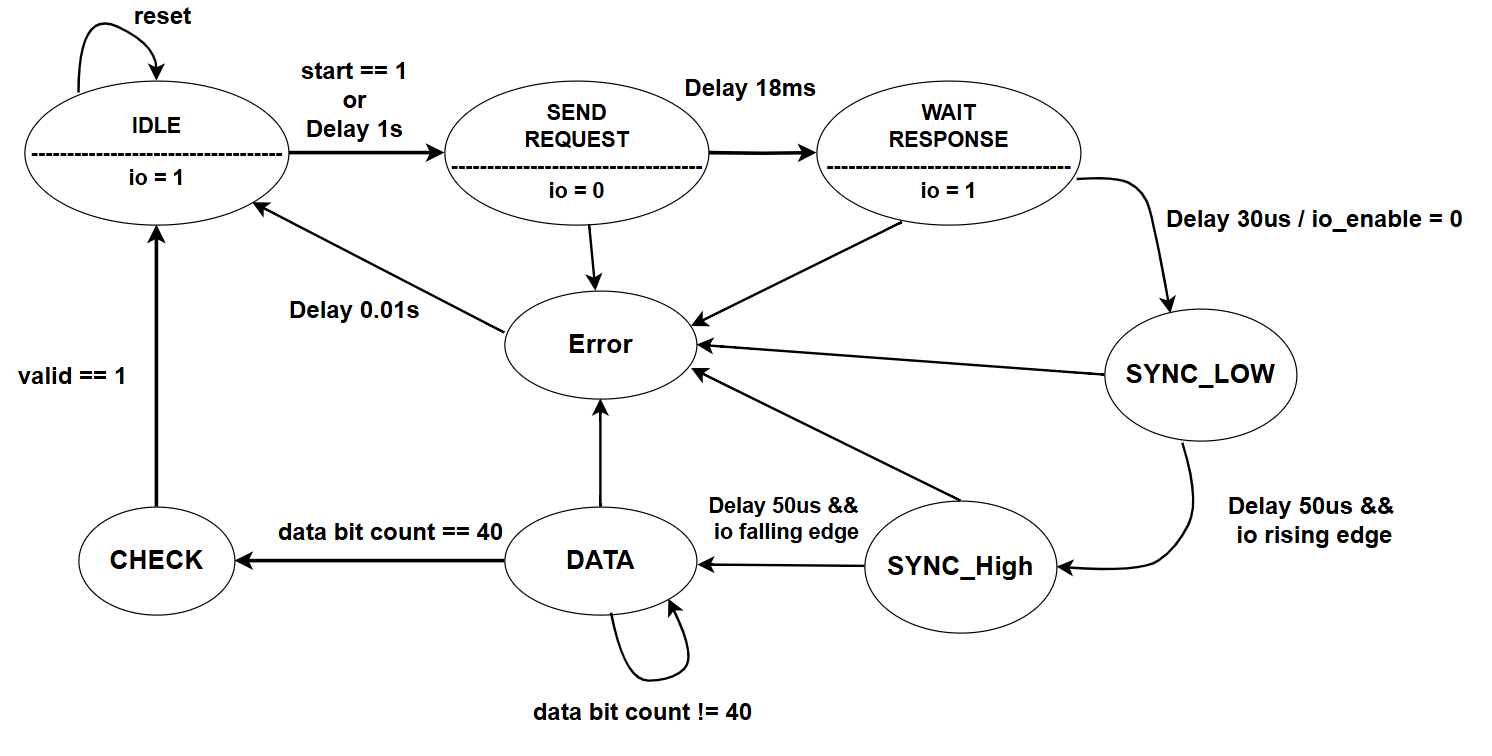 reset
start == 1
or
Delay 1s
IDLE
io = 1
SEND
REQUEST
io = 0
Delay 18ms
WAIT
RESPONSE
io = 1
Delay 30us / io_enable = 0
Delay 0.01s
Error
SYNC_LOW
valid == 1
Delay 50us &&
io rising edge
Delay 50us &&
io falling edge
data bit count == 40
CHECK
DATA
SYNC_High
data bit count != 40